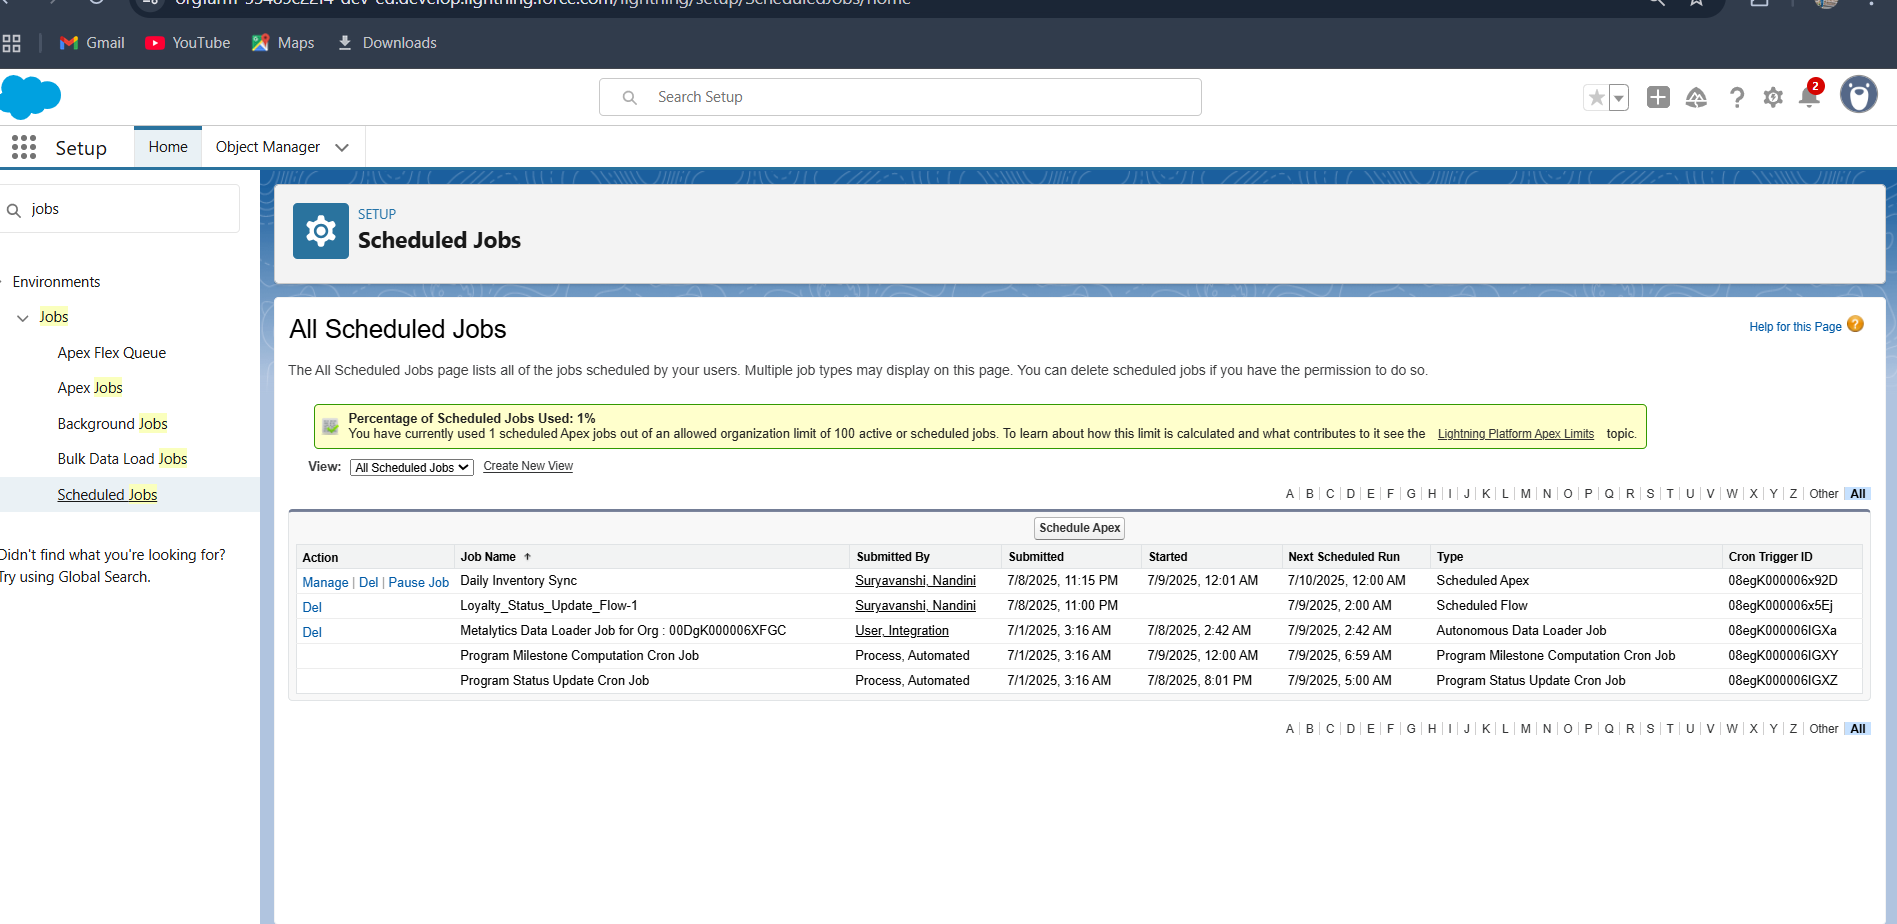 Gmail YouTube Maps Downloads
Search Setup
2
Setup Home Object Manager
jobs
SETUP
Scheduled Jobs
Environments
Jobs
Apex Flex Queue
Apex Jobs
Background Jobs
Bulk Data Load Jobs
Scheduled Jobs
Didn't find what you're looking for?
Try using Global Search.
All Scheduled Jobs
Help for this Page ?
The All Scheduled Jobs page lists all of the jobs scheduled by your users. Multiple job types may display on this page. You can delete scheduled jobs if you have the permission to do so.
Percentage of Scheduled Jobs Used: 1%
You have currently used 1 scheduled Apex jobs out of an allowed organization limit of 100 active or scheduled jobs. To learn about how this limit is calculated and what contributes to it see the Lightning Platform Apex Limits topic.
View: All Scheduled Jobs Create New View
A | B | C | D | E | F | G | H | I | J | K | L | M | N | O | P | Q | R | S | T | U | V | W | X | Y | Z | Other All
Schedule Apex
Action Job Name ↑ Submitted By Submitted Started Next Scheduled Run Type Cron Trigger ID
Manage | Del | Pause Job Daily Inventory Sync Suryavanshi, Nandini 7/8/2025, 11:15 PM 7/9/2025, 12:01 AM 7/10/2025, 12:00 AM Scheduled Apex 08egK000006x92D
Del Loyalty_Status_Update_Flow-1 Suryavanshi, Nandini 7/8/2025, 11:00 PM 7/9/2025, 2:00 AM Scheduled Flow 08egK000006x5Ej
Del Metalytics Data Loader Job for Org : 00DgK000006XFGC User, Integration 7/1/2025, 3:16 AM 7/8/2025, 2:42 AM 7/9/2025, 2:42 AM Autonomous Data Loader Job 08egK000006IGXa
Program Milestone Computation Cron Job Process, Automated 7/1/2025, 3:16 AM 7/9/2025, 12:00 AM 7/9/2025, 6:59 AM Program Milestone Computation Cron Job 08egK000006IGXY
Program Status Update Cron Job Process, Automated 7/1/2025, 3:16 AM 7/8/2025, 8:01 PM 7/9/2025, 5:00 AM Program Status Update Cron Job 08egK000006IGXZ
A | B | C | D | E | F | G | H | I | J | K | L | M | N | O | P | Q | R | S | T | U | V | W | X | Y | Z | Other All